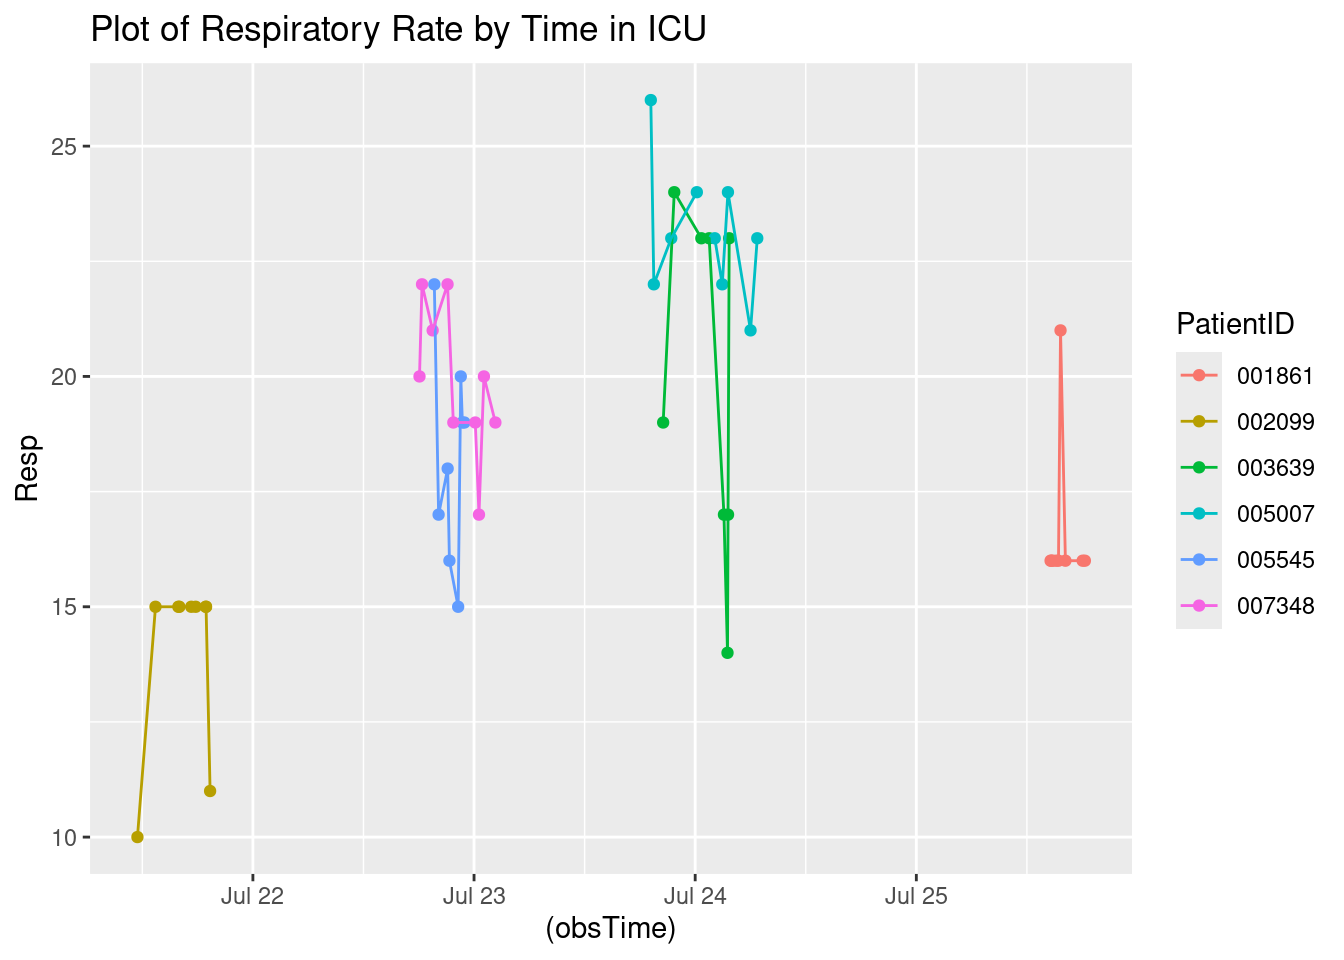 Plot of Respiratory Rate by Time in ICU
25
20
15
10
Resp
Jul 22
Jul 23
Jul 24
Jul 25
(obsTime)
PatientID
001861
002099
003639
005007
005545
007348